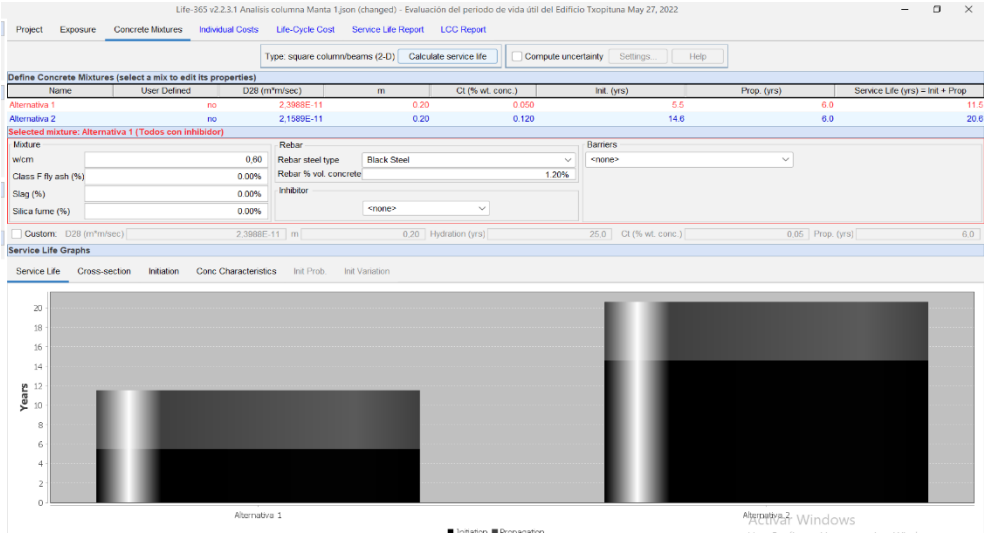 Life-365 v2.2.3.1 Analisis columna Manta 1.json (changed) - Evaluación del periodo de vida útil del Edificio Txopituna May 27, 2022
Project Exposure Concrete Mixtures Individual Costs Life-Cycle Cost Service Life Report LCC Report
Type: square column/beams (2-D) Calculate service life Compute uncertainty Settings... Help
Define Concrete Mixtures (select a mix to edit its properties)
Name User Defined D28 (m*m/sec) m Ct (% wt. conc.) Init. (yrs) Prop. (yrs) Service Life (yrs) = Init + Prop
Alternativa 1 no 2,3988E-11 0.20 0.050 5.5 6.0 11.5
Alternativa 2 no 2,1589E-11 0.20 0.120 14.6 6.0 20.6
Selected mixture: Alternativa 1 (Todos con inhibidor)
Mixture Rebar Barriers
w/cm 0,60 Rebar steel type Black Steel <none>
Class F fly ash (%) 0.00% Rebar % vol. concrete 1.20%
Slag (%) 0.00% Inhibitor
Silica fume (%) 0.00% <none>
Custom: D28 (m*m/sec) 2,3988E-11 m 0,20 Hydration (yrs) 25.0 Ct (% wt. conc.) 0,05 Prop. (yrs) 6.0
Service Life Graphs
Service Life Cross-section Initiation Conc Characteristics Init Prob. Init Variation
20
18
16
14
12
10
8
6
4
2
0
Years
Alternativa 1 Alternativa 2
Activar Windows
Initiation Propagation